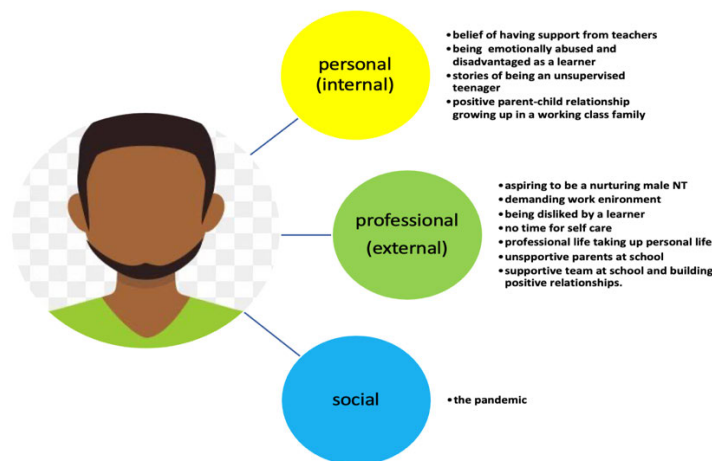 personal
(internal)
• belief of having support from teachers
• being emotionally abused and
disadvantaged as a learner
• stories of being an unsupervised
teenager
• positive parent-child relationship
growing up in a working class family
professional
(external)
• aspiring to be a nurturing male NT
• demanding work enironment
• being disliked by a learner
• no time for self care
• professional life taking up personal life
• unspportive parents at school
• supportive team at school and building
positive relationships.
social
• the pandemic